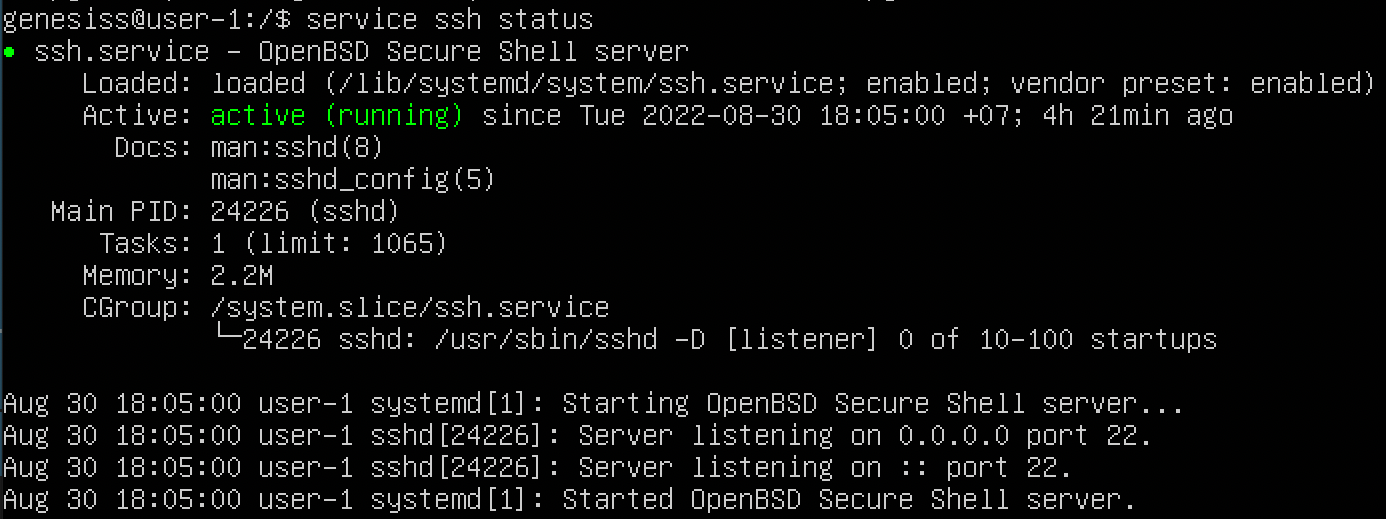 genesiss@user-1:/$ service ssh status
● ssh.service - OpenBSD Secure Shell server
Loaded: loaded (/lib/systemd/system/ssh.service; enabled; vendor preset: enabled)
Active: active (running) since Tue 2022-08-30 18:05:00 +07; 4h 21min ago
Docs: man:sshd(8)
man:sshd_config(5)
Main PID: 24226 (sshd)
Tasks: 1 (limit: 1065)
Memory: 2.2M
CGroup: /system.slice/ssh.service
└─24226 sshd: /usr/sbin/sshd -D [listener] 0 of 10-100 startups
Aug 30 18:05:00 user-1 systemd[1]: Starting OpenBSD Secure Shell server...
Aug 30 18:05:00 user-1 sshd[24226]: Server listening on 0.0.0.0 port 22.
Aug 30 18:05:00 user-1 sshd[24226]: Server listening on :: port 22.
Aug 30 18:05:00 user-1 systemd[1]: Started OpenBSD Secure Shell server.